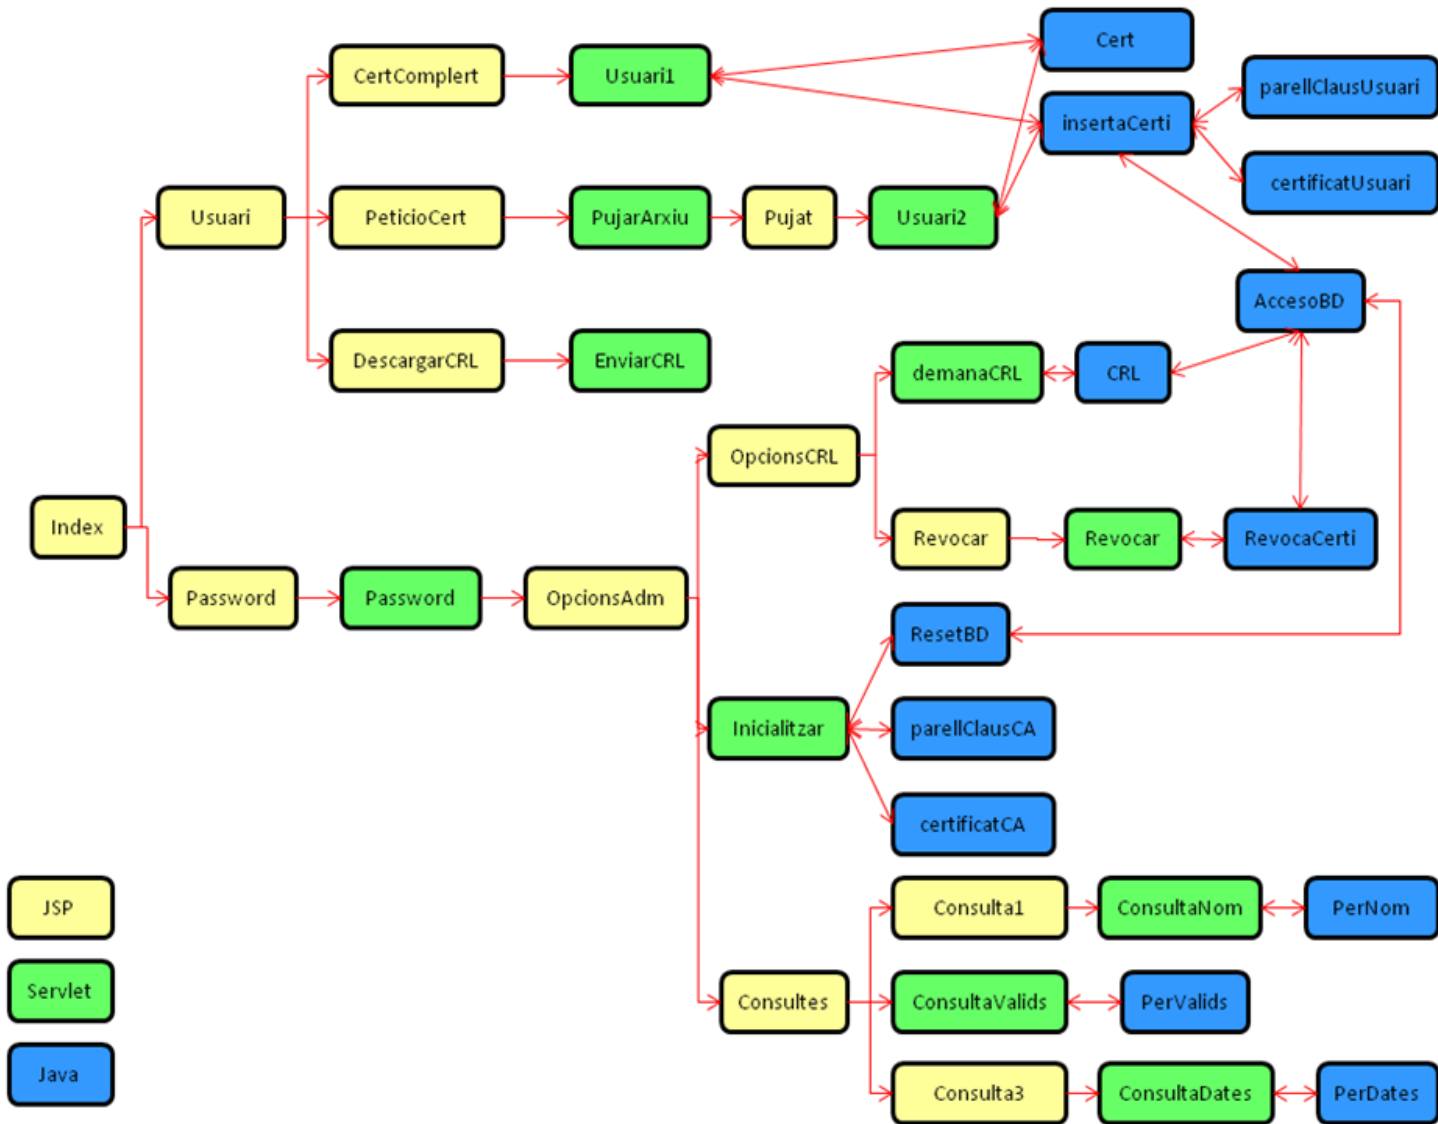 Cert
CertComplert
Usuari1
parellClausUsuari
insertaCerti
certificatUsuari
Usuari
PeticioCert
PujarArxiu
Pujat
Usuari2
AccesoBD
DescargarCRL
EnviarCRL
demanaCRL
CRL
OpcionsCRL
Index
Revocar
Revocar
RevocaCerti
Password
Password
OpcionsAdm
ResetBD
Inicialitzar
parellClausCA
certificatCA
JSP
Consulta1
ConsultaNom
PerNom
Servlet
Consultes
ConsultaValids
PerValids
Java
Consulta3
ConsultaDates
PerDates